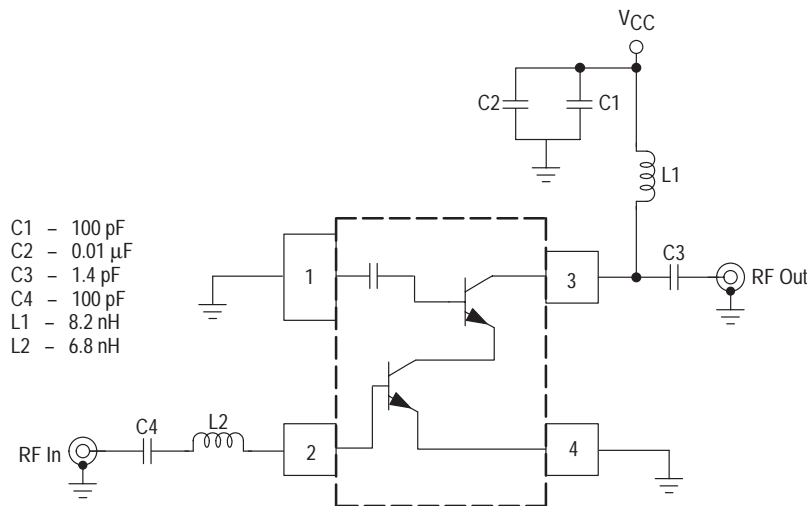 VCC
C2
C1
L1
C1 – 100 pF
C2 – 0.01 μF
C3 – 1.4 pF
C4 – 100 pF
L1 – 8.2 nH
L2 – 6.8 nH
1
3
C3
RF Out
C4
L2
RF In
2
4